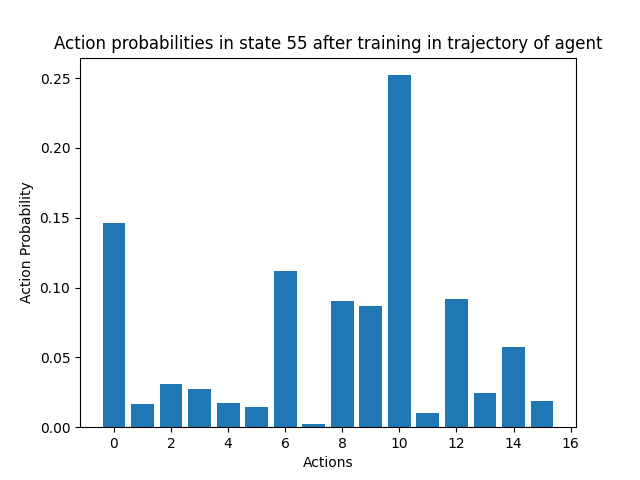 Action probabilities in state 55 after training in trajectory of agent
0.25
0.20
0.15
0.10
0.05
0.00
Action Probability
0 2 4 6 8 10 12 14 16
Actions